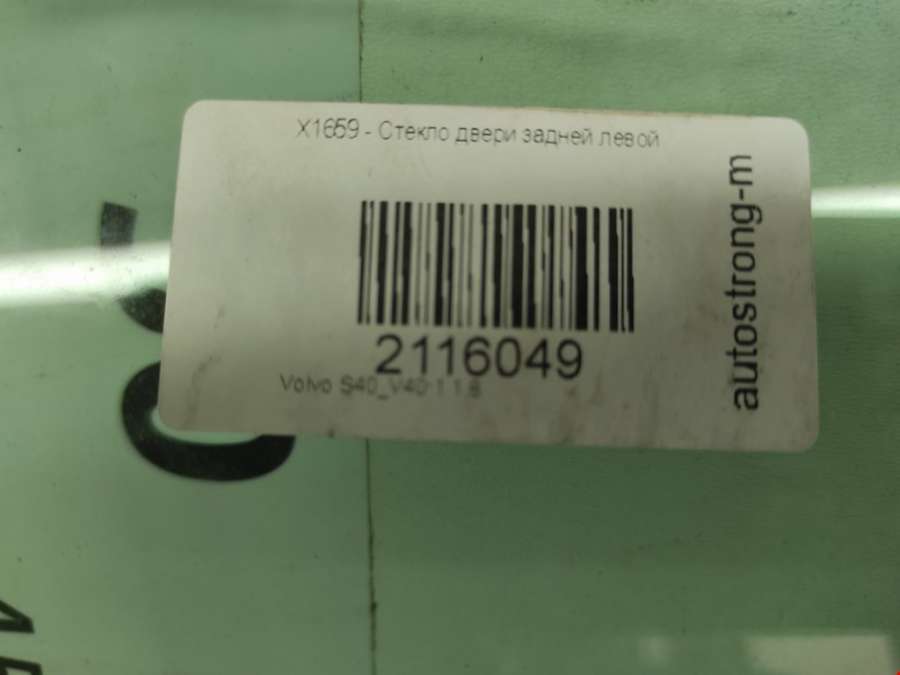 X1659 - Стекло двери задней левой
2116049
Volvo S40_V40 1 1.8
autostrong-m